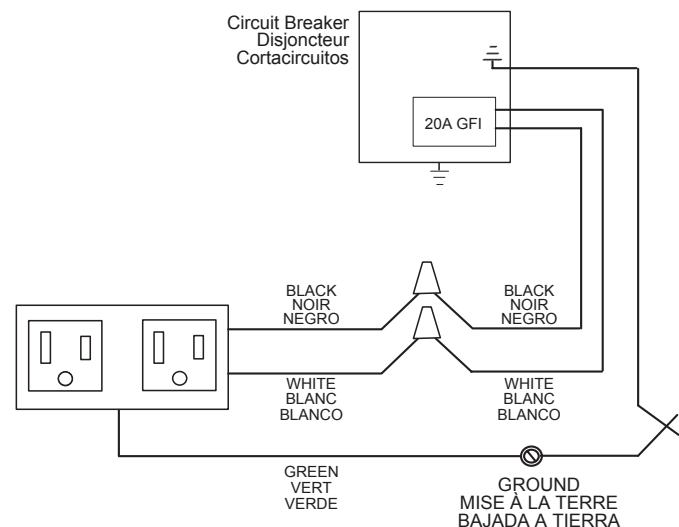 Circuit Breaker
Disjoncteur
Cortacircuitos
20A GFI
BLACK
NOIR
NEGRO
BLACK
NOIR
NEGRO
WHITE
BLANC
BLANCO
WHITE
BLANC
BLANCO
GREEN
VERT
VERDE
GROUND
MISE À LA TERRE
BAJADA A TIERRA